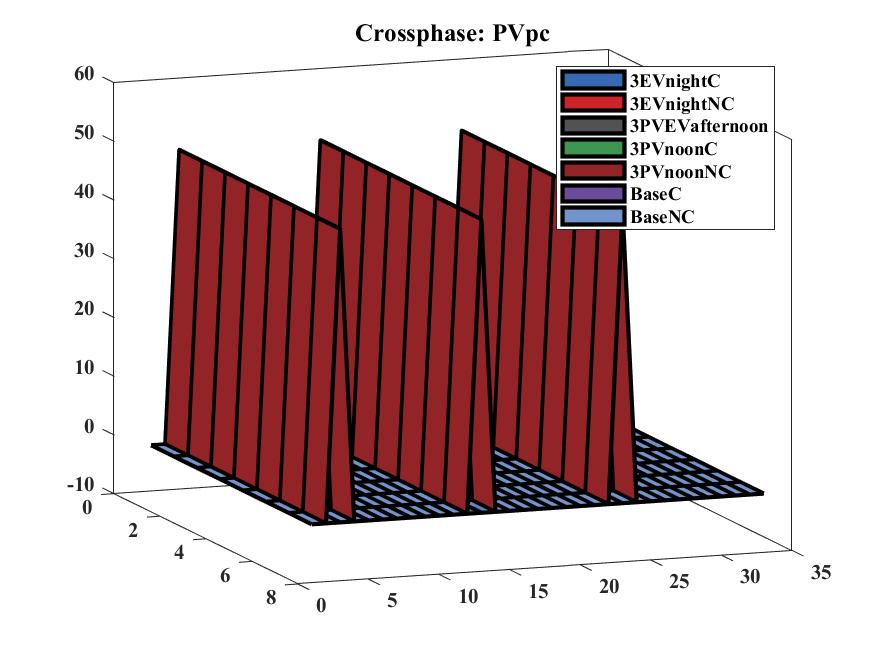 Crossphase: PVpc
3EVnightC
3EVnightNC
3PVEVafternoon
3PVnoonC
3PVnoonNC
BaseC
BaseNC
60
50
40
30
20
10
0
-10
0
2
4
6
8
0
5
10
15
20
25
30
35